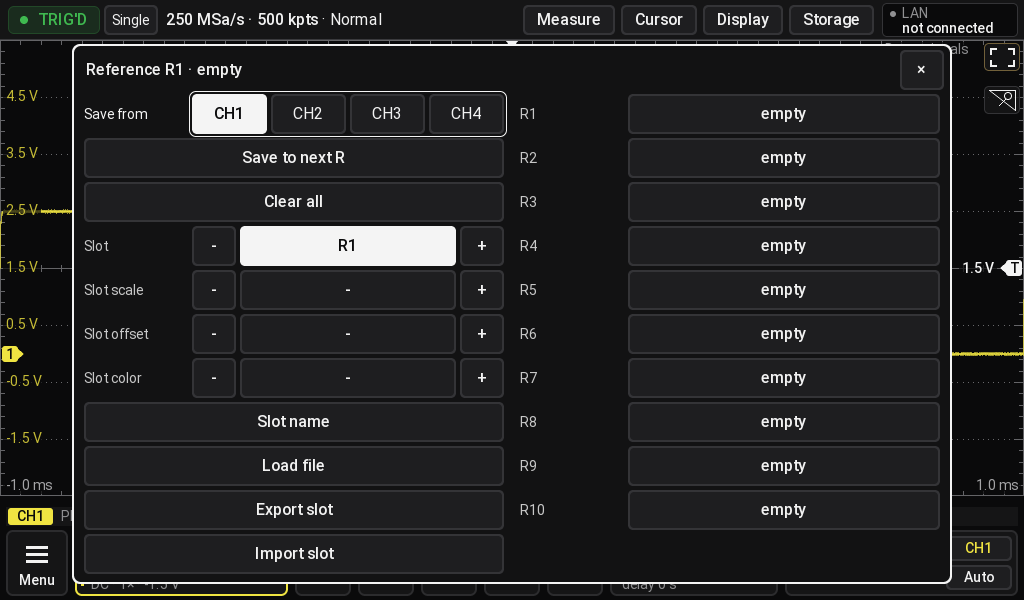 TRIG'D Single 250 MSa/s · 500 kpts · Normal Measure Cursor Display Storage LAN
not connected
Reference R1 · empty ×
4.5 V Save from CH1 CH2 CH3 CH4 R1 empty
3.5 V Save to next R R2 empty
2.5 V Clear all R3 empty
Slot - R1 + R4 empty
1.5 V 1.5 V T
Slot scale - - + R5 empty
0.5 V Slot offset - - + R6 empty
1
-0.5 V Slot color - - + R7 empty
-1.5 V Slot name R8 empty
Load file R9 empty
-1.0 ms 1.0 ms
CH1 Export slot R10 empty
Import slot CH1
Menu Auto
DC 1× -1.5 V delay 0 s